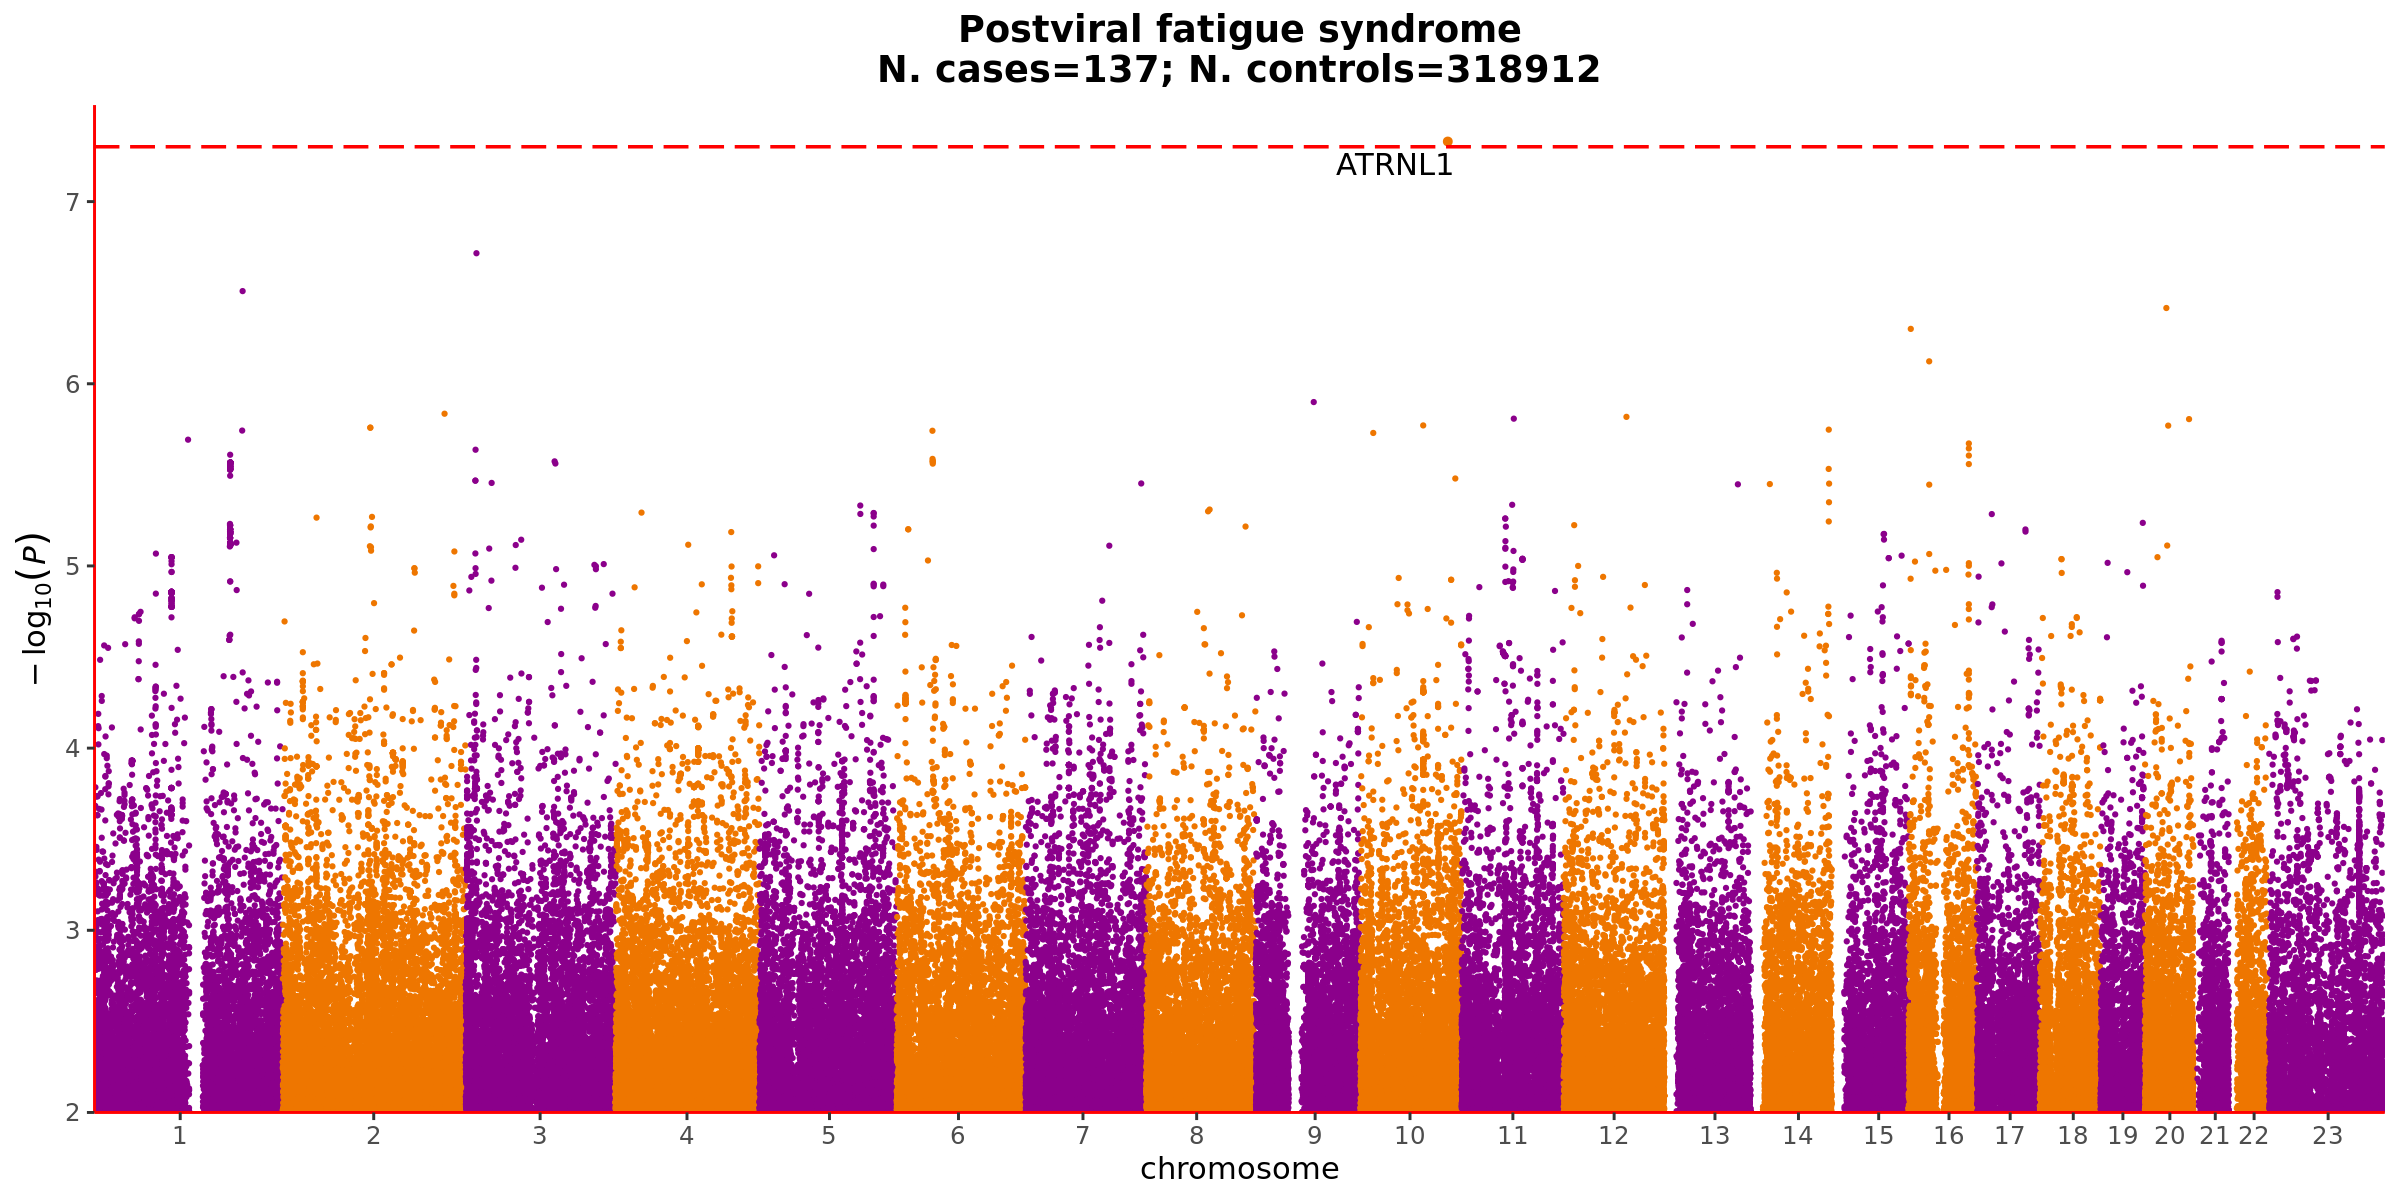 Postviral fatigue syndrome
N. cases=137; N. controls=318912
ATRNL1
7
6
5
4
3
2
−log10(P)
1 2 3 4 5 6 7 8 9 10 11 12 13 14 15 16 17 18 19 20 21 22 23
chromosome